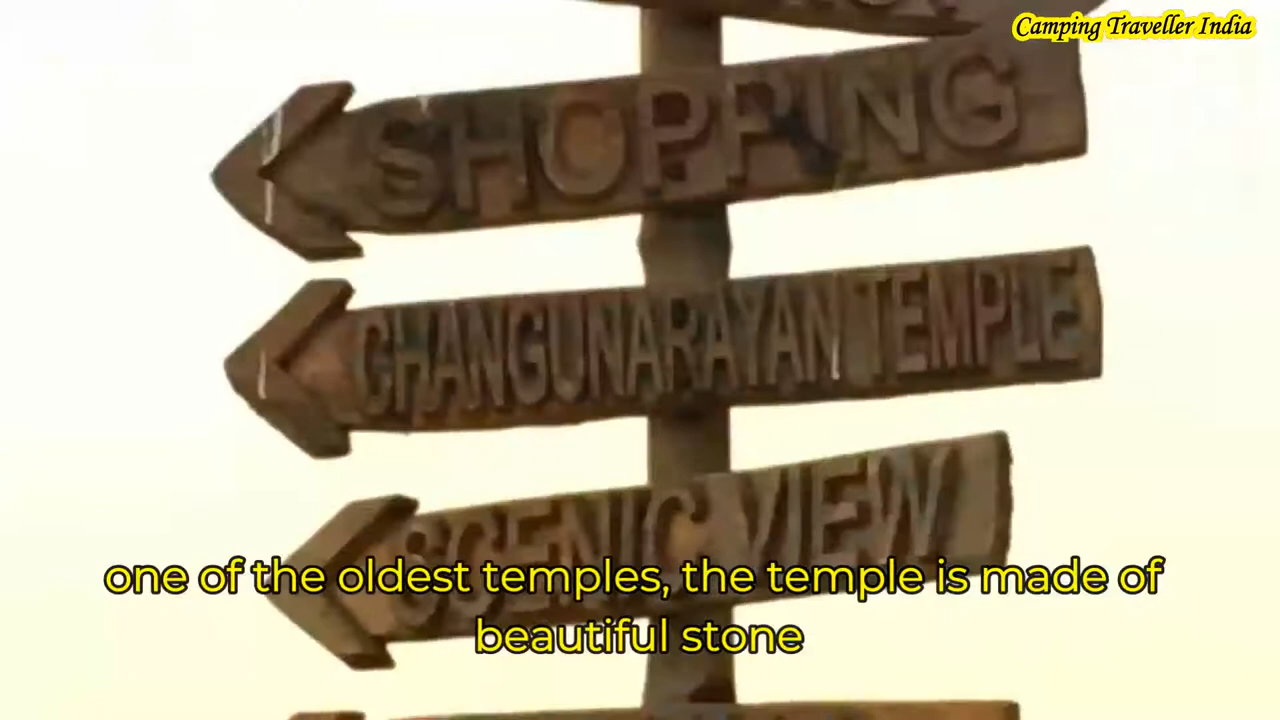 Camping Traveller India
SHOPPING
CHANGUNARAYAN TEMPLE
SCENIC VIEW
one of the oldest temples, the temple is made of
beautiful stone